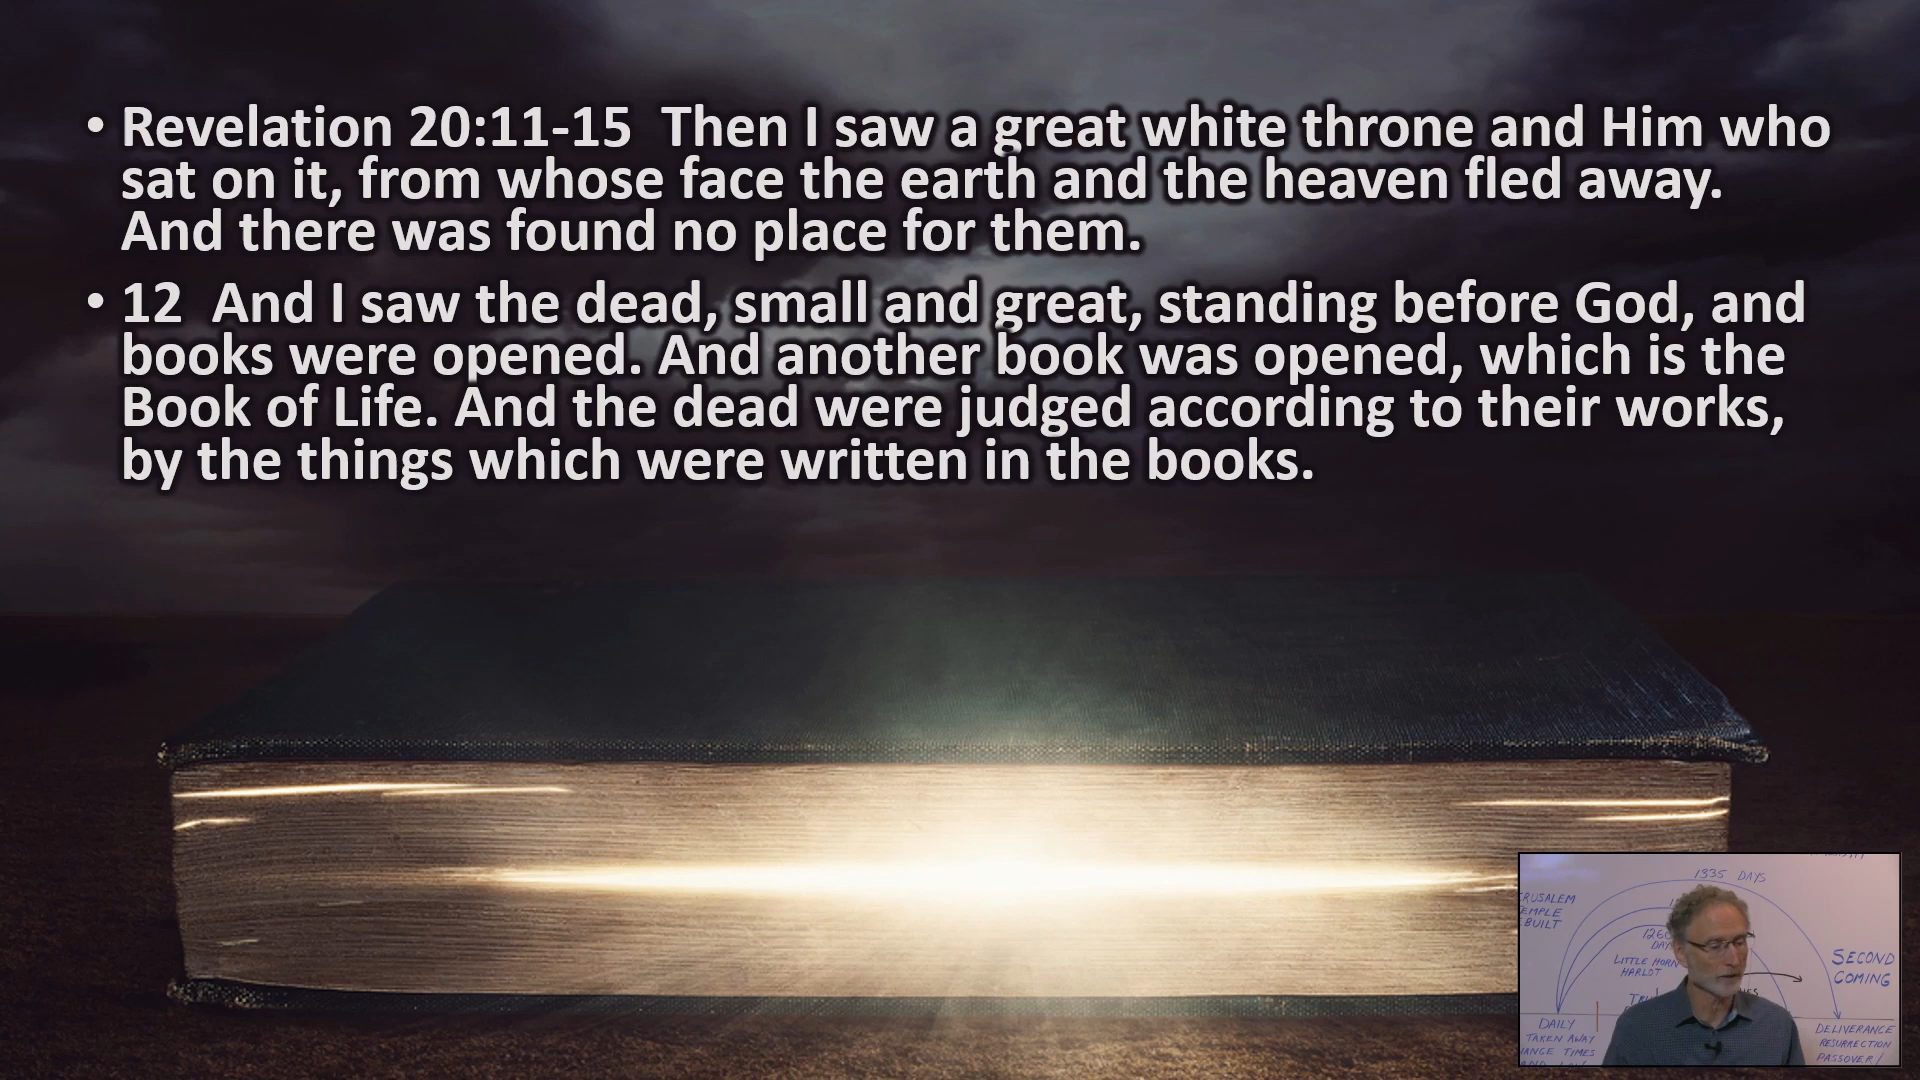 • Revelation 20:11-15 Then I saw a great white throne and Him who
sat on it, from whose face the earth and the heaven fled away.
And there was found no place for them.
• 12 And I saw the dead, small and great, standing before God, and
books were opened. And another book was opened, which is the
Book of Life. And the dead were judged according to their works,
by the things which were written in the books.
1335 DAYS
ERUSALEM
EMPLE
BUILT
LITTLE HORN
HARLOT
SECOND
COMING
DAILY
TAKEN AWAY
ANGE TIMES
DELIVERANCE
RESURRECTION
PASSOVER/